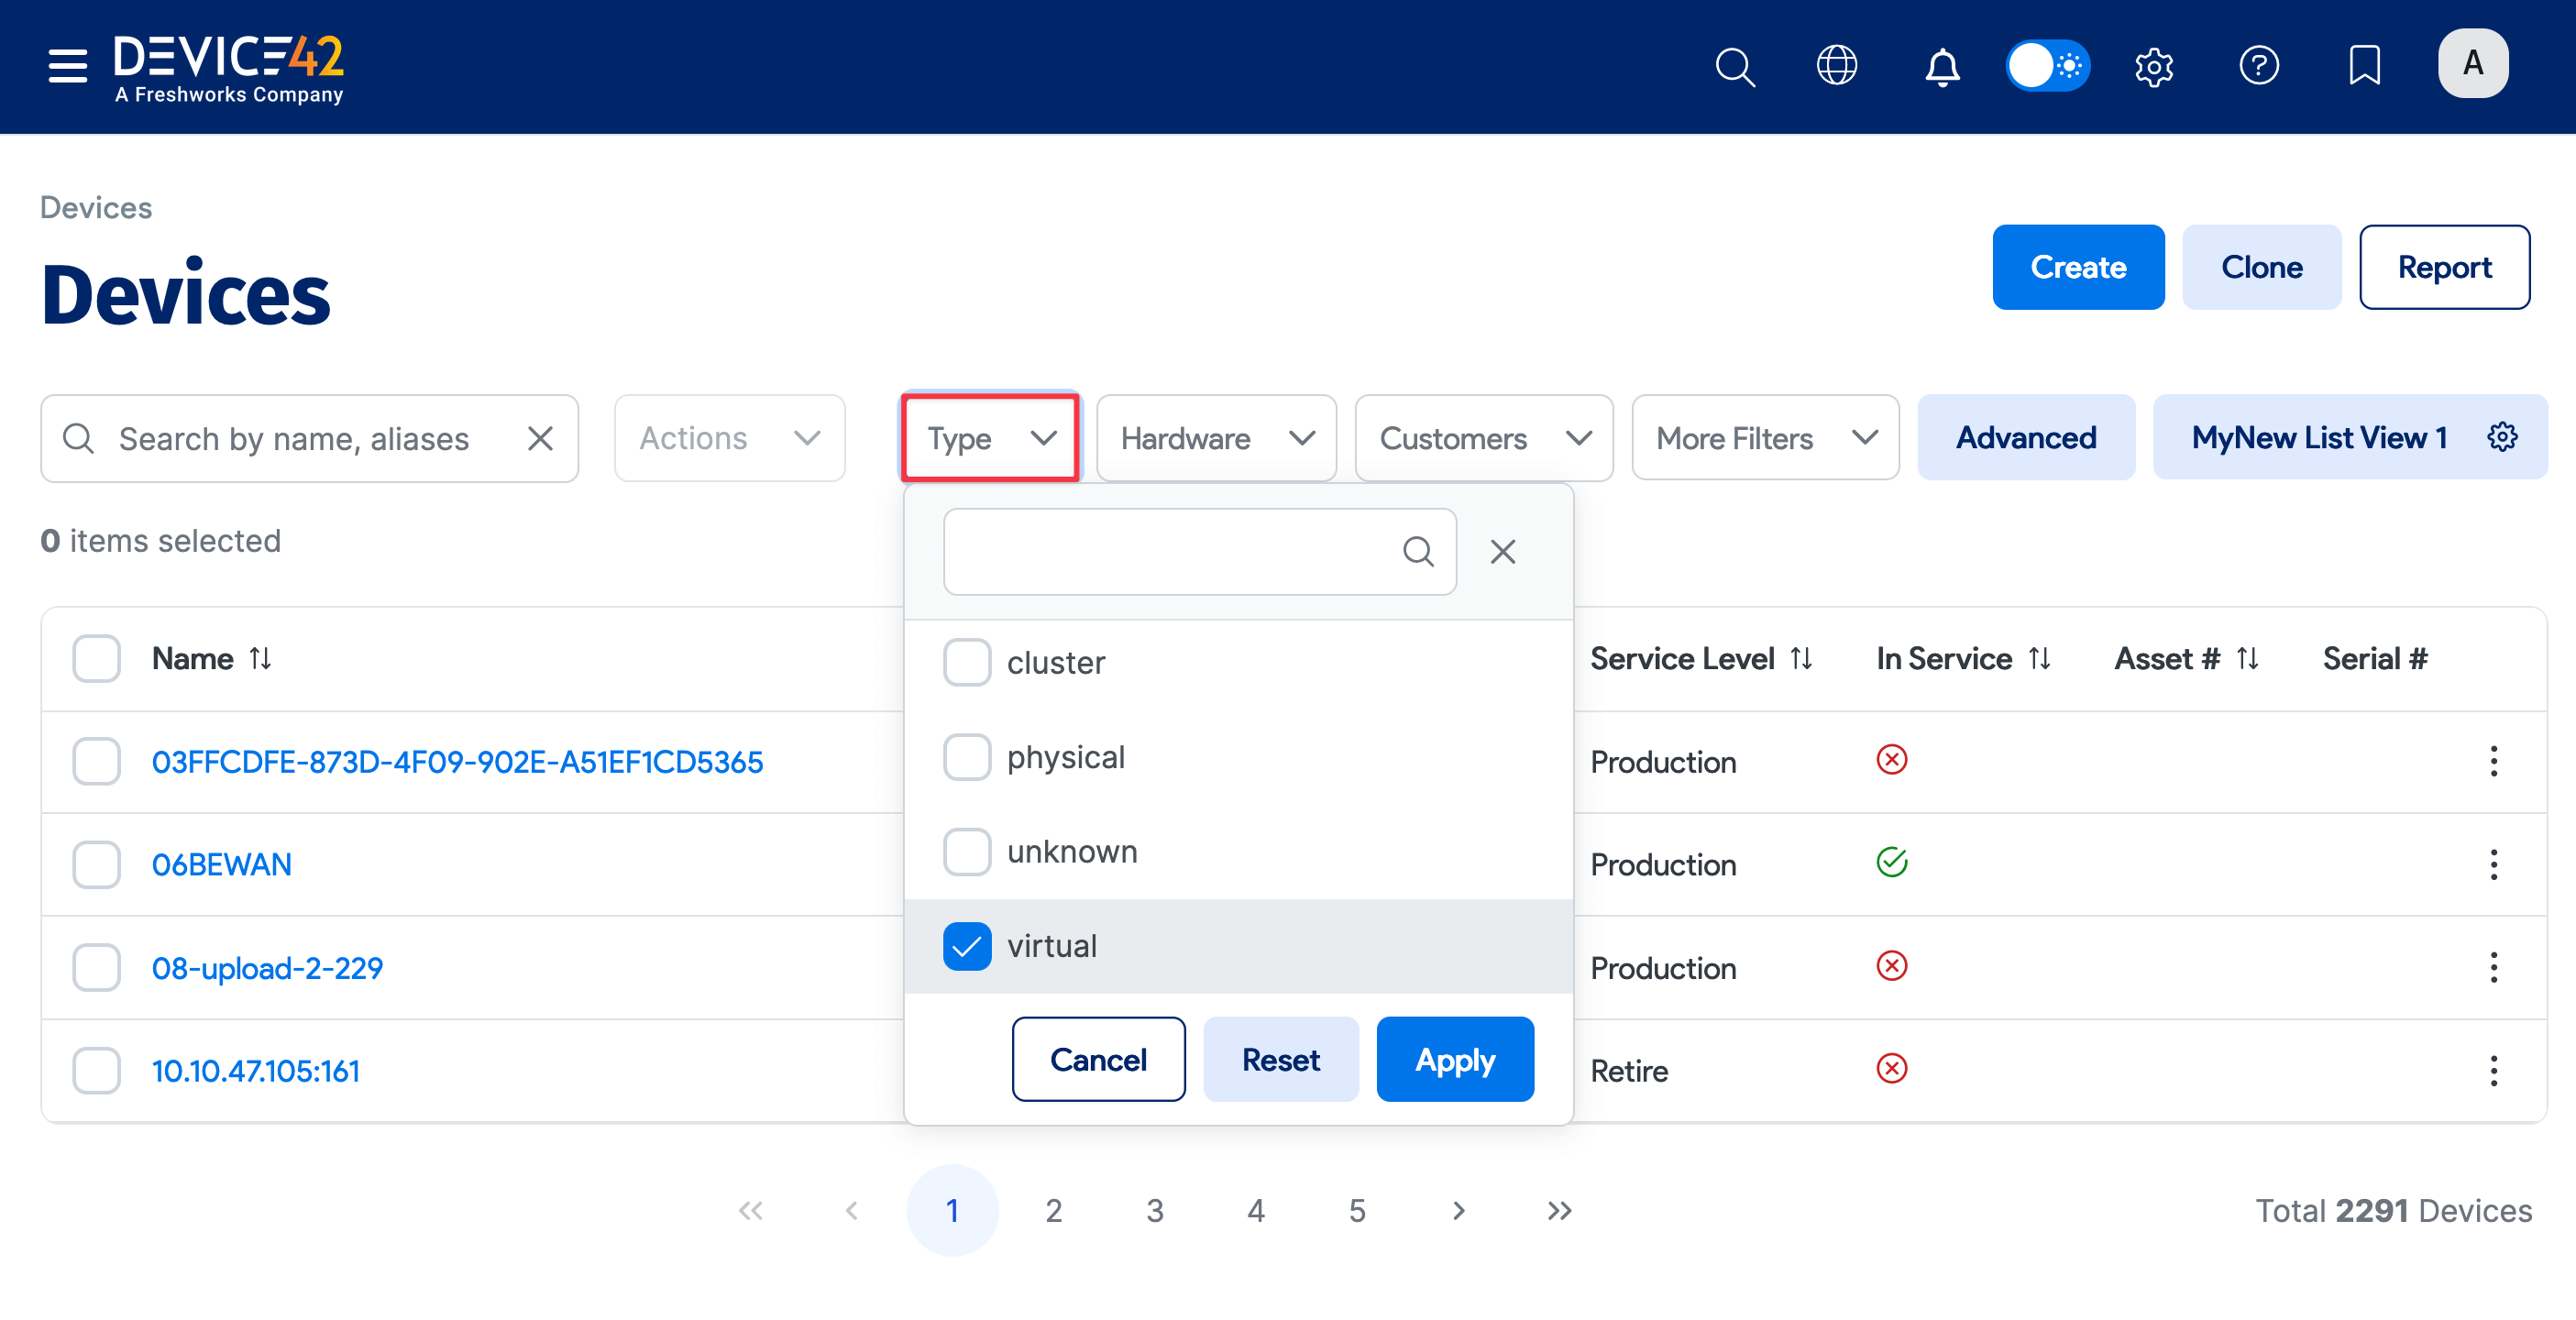 DEVICE42
A Freshworks Company
A
Devices
Devices
Create
Clone
Report
Search by name, aliases
Actions
Type
Hardware
Customers
More Filters
Advanced
MyNew List View 1
0 items selected
Name
Service Level
In Service
Asset #
Serial #
03FFCDFE-873D-4F09-902E-A51EF1CD5365
Production
06BEWAN
Production
08-upload-2-229
Production
10.10.47.105:161
Retire
cluster
physical
unknown
virtual
Cancel
Reset
Apply
1 2 3 4 5
Total 2291 Devices